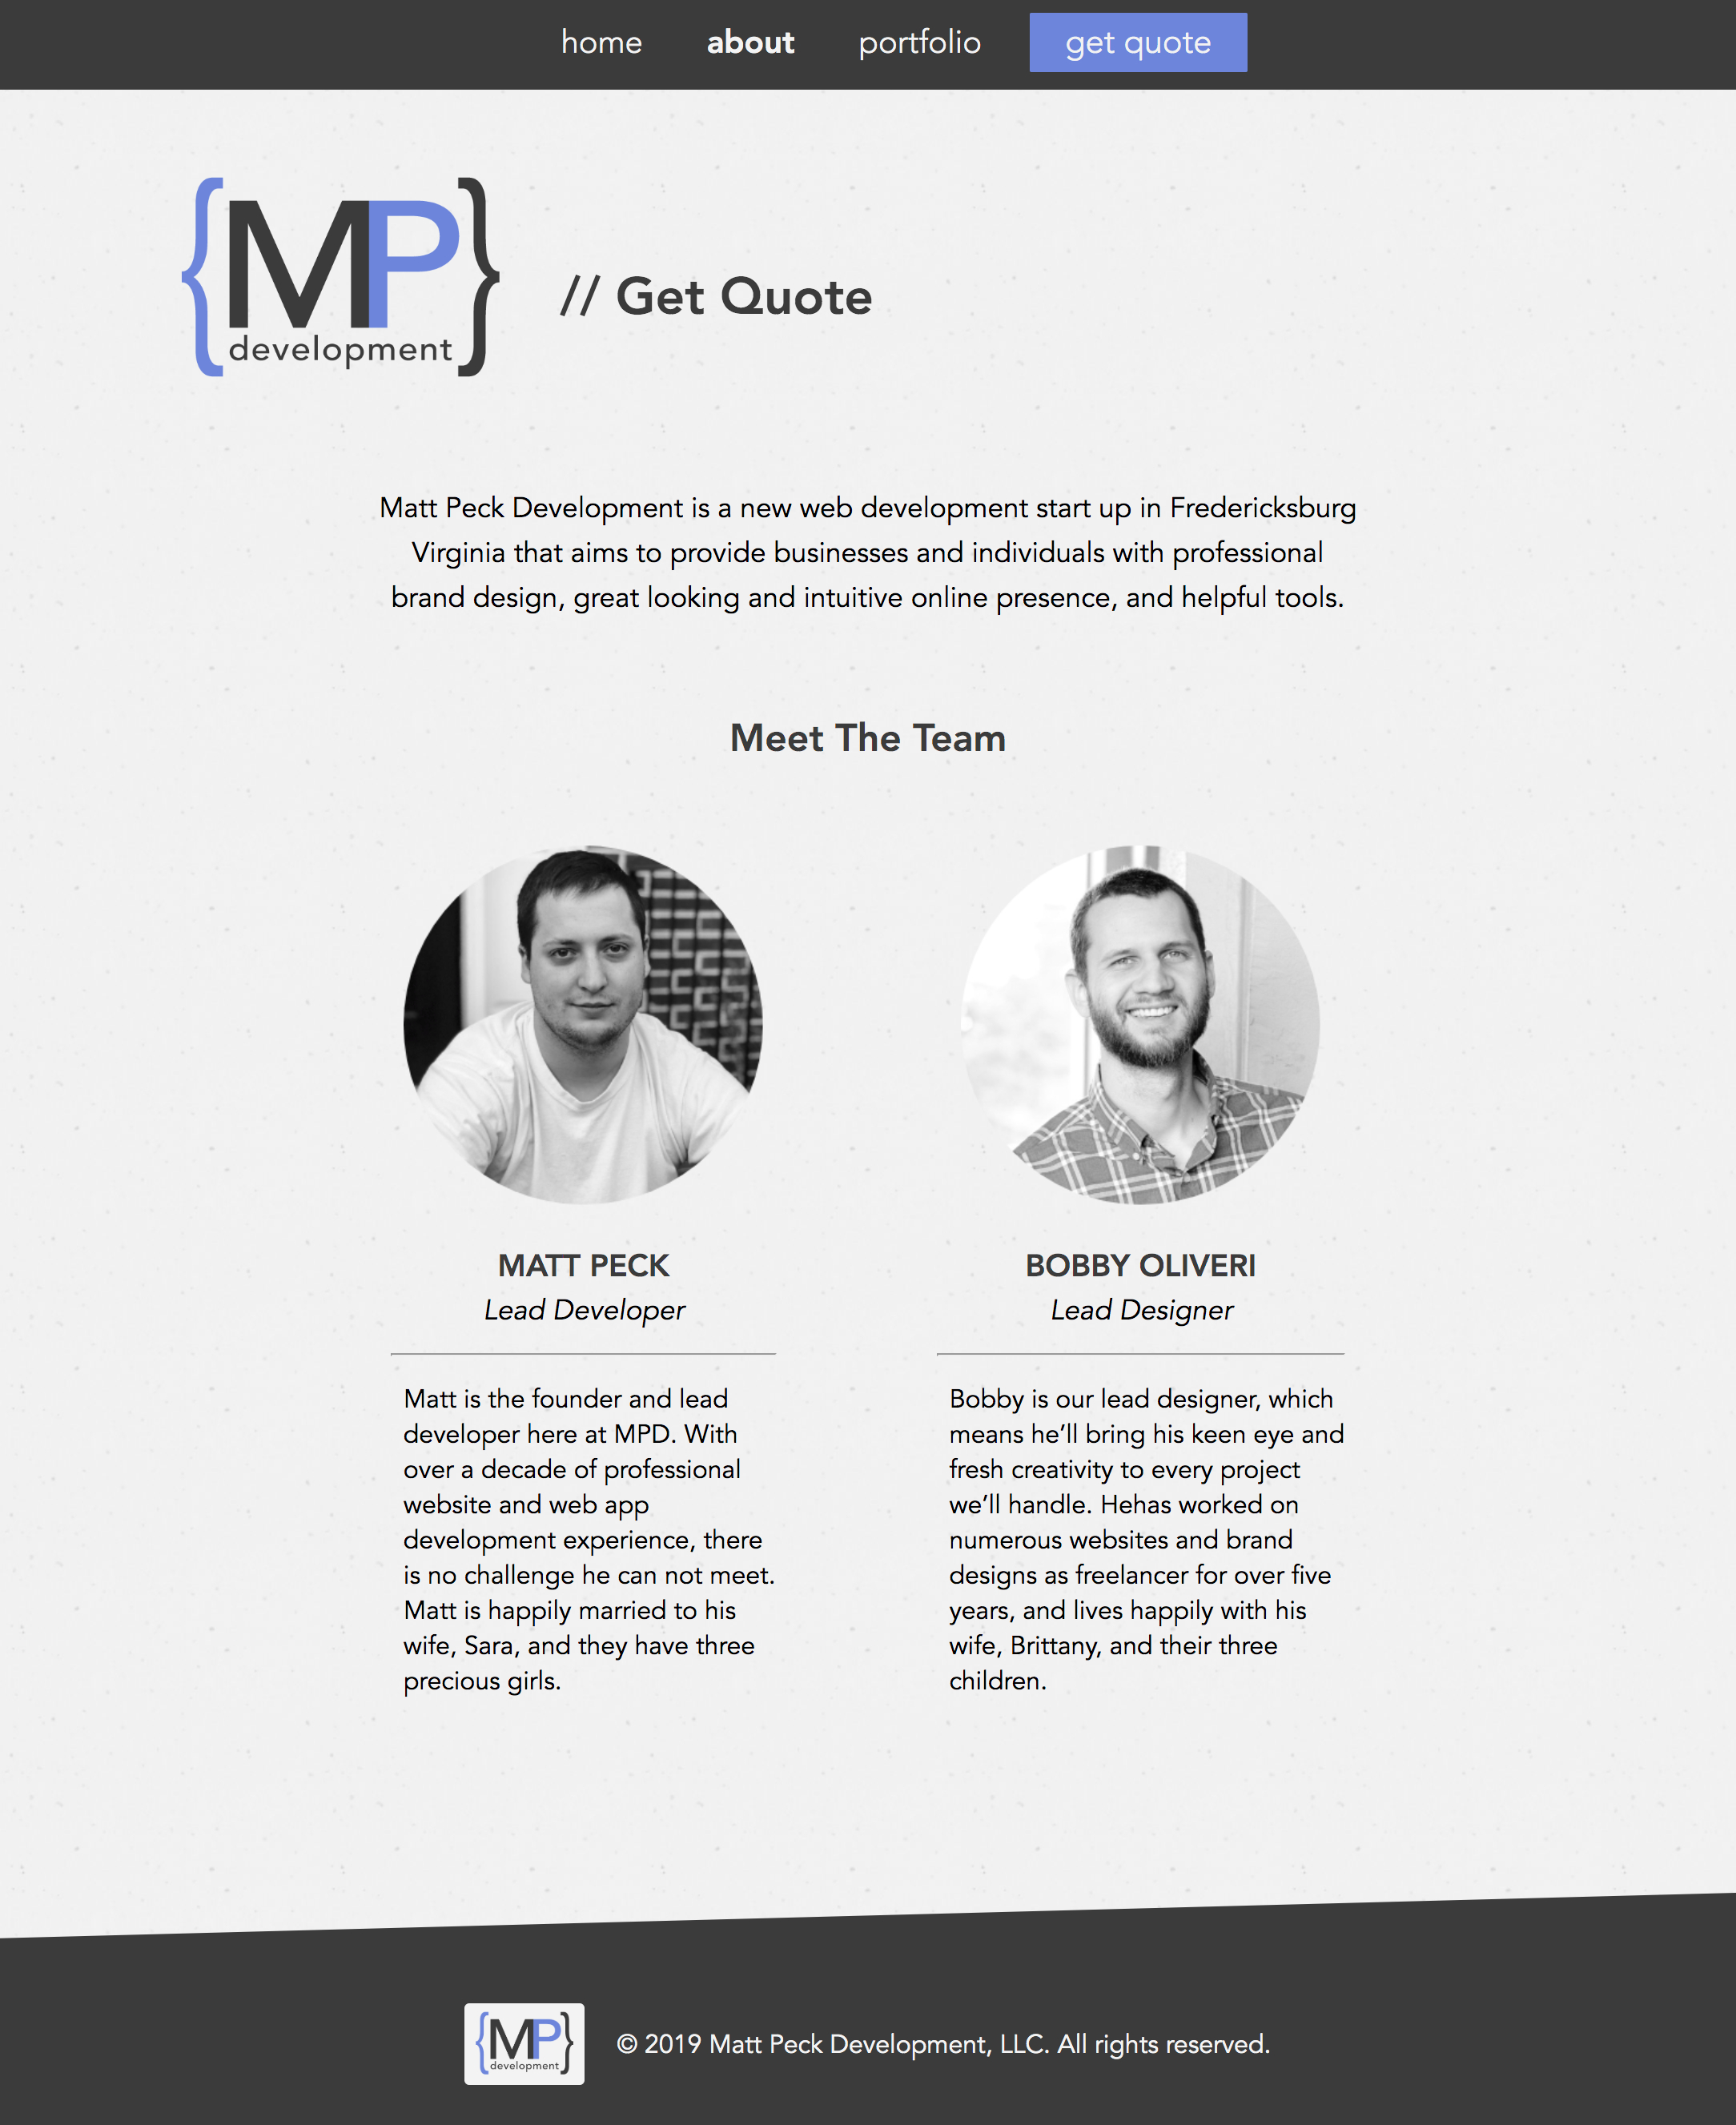 home about portfolio get quote
{MP}
development
// Get Quote
Matt Peck Development is a new web development start up in Fredericksburg
Virginia that aims to provide businesses and individuals with professional
brand design, great looking and intuitive online presence, and helpful tools.
Meet The Team
MATT PECK
Lead Developer
Matt is the founder and lead
developer here at MPD. With
over a decade of professional
website and web app
development experience, there
is no challenge he can not meet.
Matt is happily married to his
wife, Sara, and they have three
precious girls.
BOBBY OLIVERI
Lead Designer
Bobby is our lead designer, which
means he’ll bring his keen eye and
fresh creativity to every project
we’ll handle. Hehas worked on
numerous websites and brand
designs as freelancer for over five
years, and lives happily with his
wife, Brittany, and their three
children.
{MP}
development
© 2019 Matt Peck Development, LLC. All rights reserved.